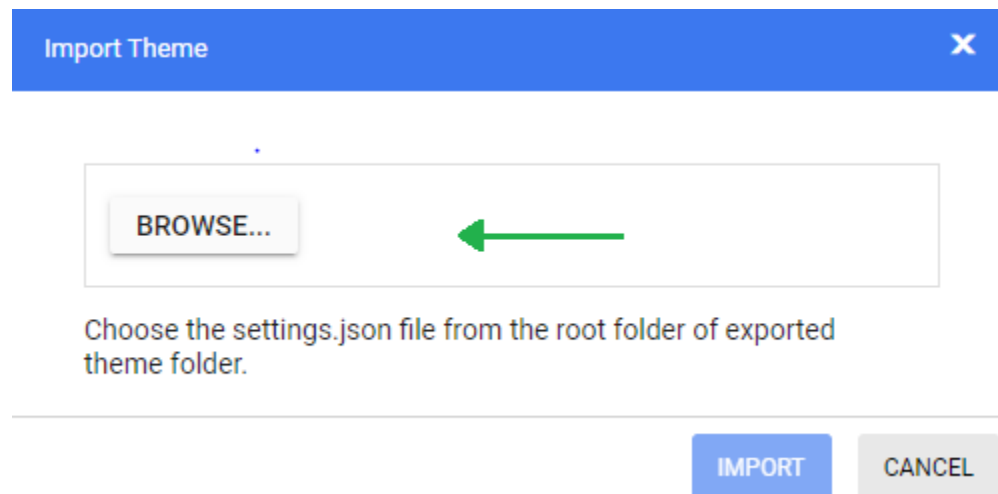 Import Theme
BROWSE...
Choose the settings.json file from the root folder of exported
theme folder.
IMPORT
CANCEL